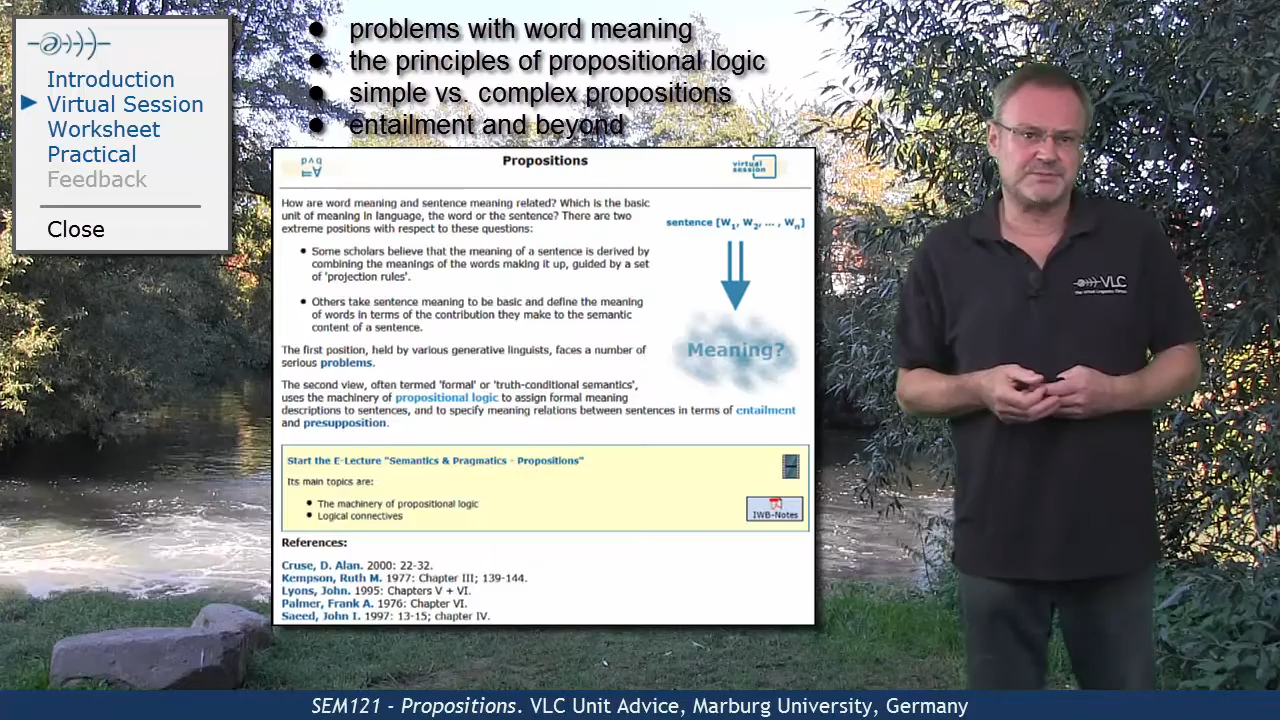 Introduction
Virtual Session
Worksheet
Practical
Feedback
Close
● problems with word meaning
● the principles of propositional logic
● simple vs. complex propositions
● entailment and beyond
Propositions
virtual session
How are word meaning and sentence meaning related? Which is the basic
unit of meaning in language, the word or the sentence? There are two
extreme positions with respect to these questions:
● Some scholars believe that the meaning of a sentence is derived by
combining the meanings of the words making it up, guided by a set
of 'projection rules'.
● Others take sentence meaning to be basic and define the meaning
of words in terms of the contribution they make to the semantic
content of a sentence.
sentence [W1, W2, ... , Wn]
Meaning?
The first position, held by various generative linguists, faces a number of
serious problems.
The second view, often termed 'formal' or 'truth-conditional semantics',
uses the machinery of propositional logic to assign formal meaning
descriptions to sentences, and to specify meaning relations between sentences in terms of entailment
and presupposition.
Start the E-Lecture "Semantics & Pragmatics - Propositions"
Its main topics are:
● The machinery of propositional logic
● Logical connectives
IWB-Notes
References:
Cruse, D. Alan. 2000: 22-32.
Kempson, Ruth M. 1977: Chapter III; 139-144.
Lyons, John. 1995: Chapters V + VI.
Palmer, Frank A. 1976: Chapter VI.
Saeed, John I. 1997: 13-15; chapter IV.
VLC
SEM121 - Propositions. VLC Unit Advice, Marburg University, Germany